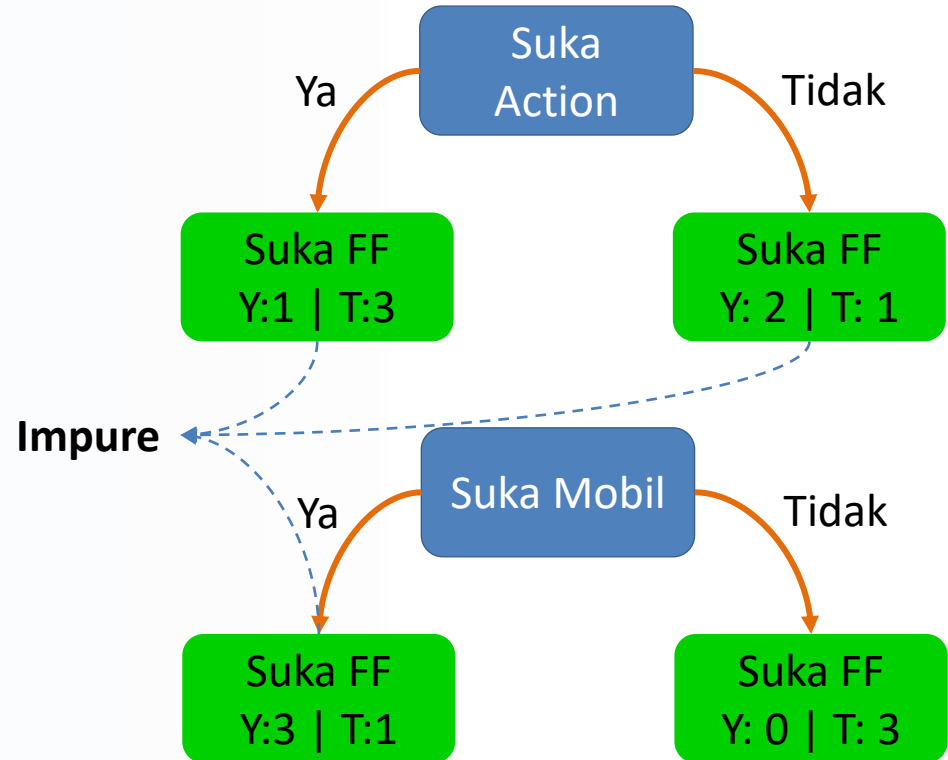 Suka
Action
Ya
Tidak
Suka FF
Y:1 | T:3
Suka FF
Y: 2 | T: 1
Impure
Suka Mobil
Ya
Tidak
Suka FF
Y:3 | T:1
Suka FF
Y: 0 | T: 3